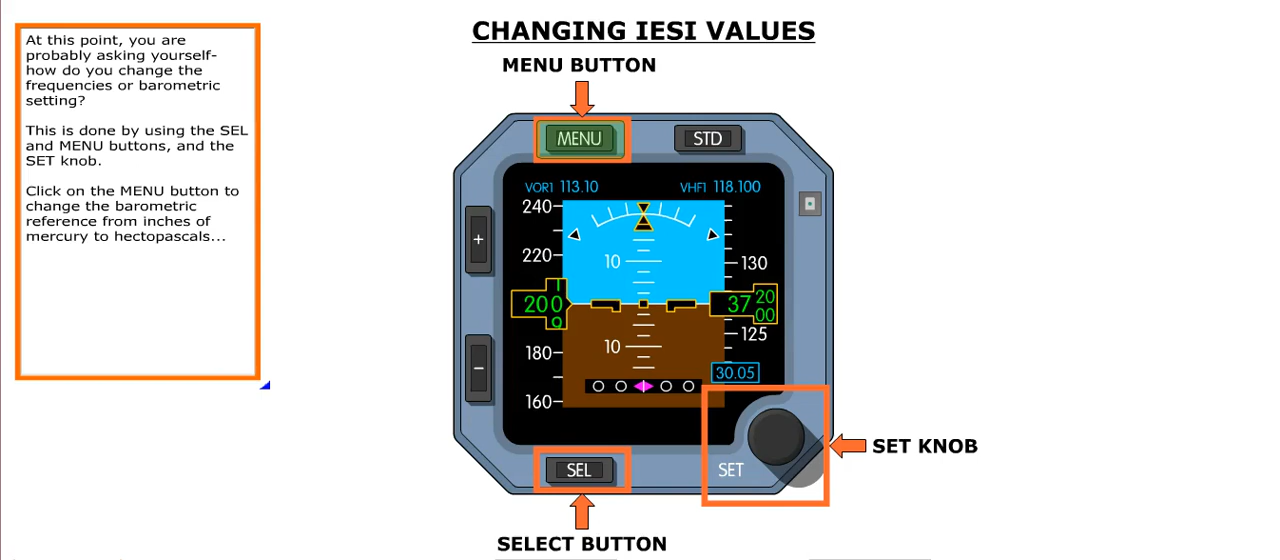 CHANGING IESI VALUES
At this point, you are
probably asking yourself-
how do you change the
frequencies or barometric
setting?
This is done by using the SEL
and MENU buttons, and the
SET knob.
Click on the MENU button to
change the barometric
reference from inches of
mercury to hectopascals...
MENU BUTTON
MENU
STD
VOR1 113.10
VHF1 118.100
240
220
180
160
+
-
10
10
130
125
30.05
SET
SEL
SET KNOB
SELECT BUTTON